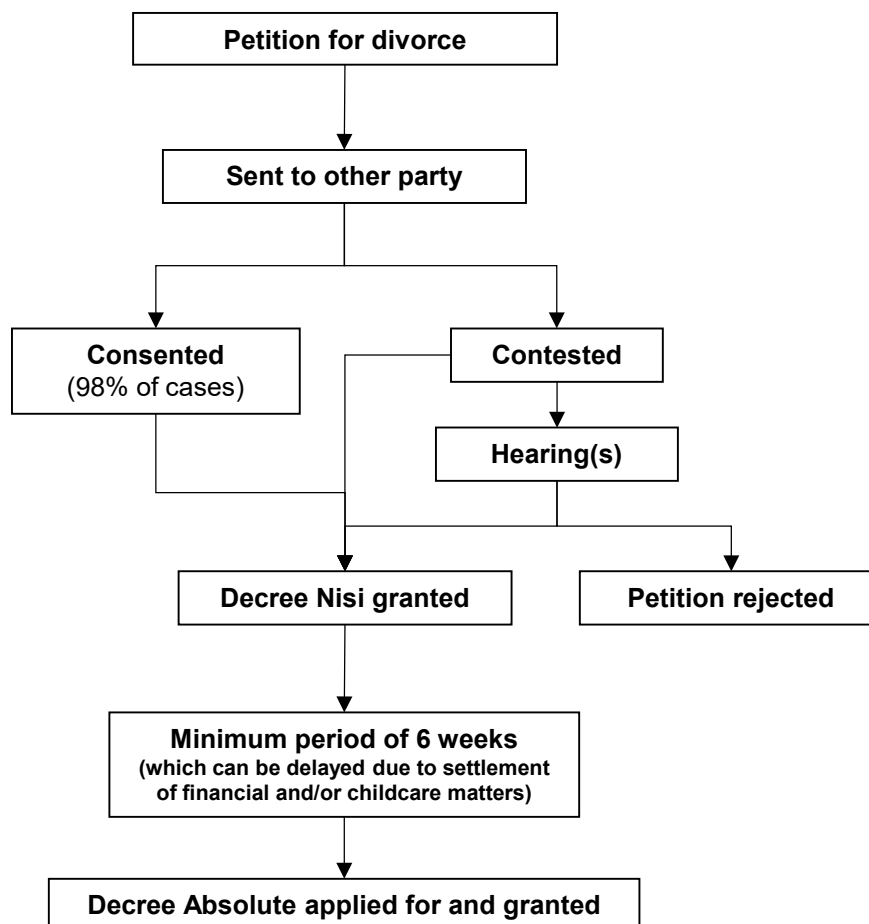 Petition for divorce
Sent to other party
Consented
(98% of cases)
Contested
Hearing(s)
Decree Nisi granted
Petition rejected
Minimum period of 6 weeks
(which can be delayed due to settlement
of financial and/or childcare matters)
Decree Absolute applied for and granted